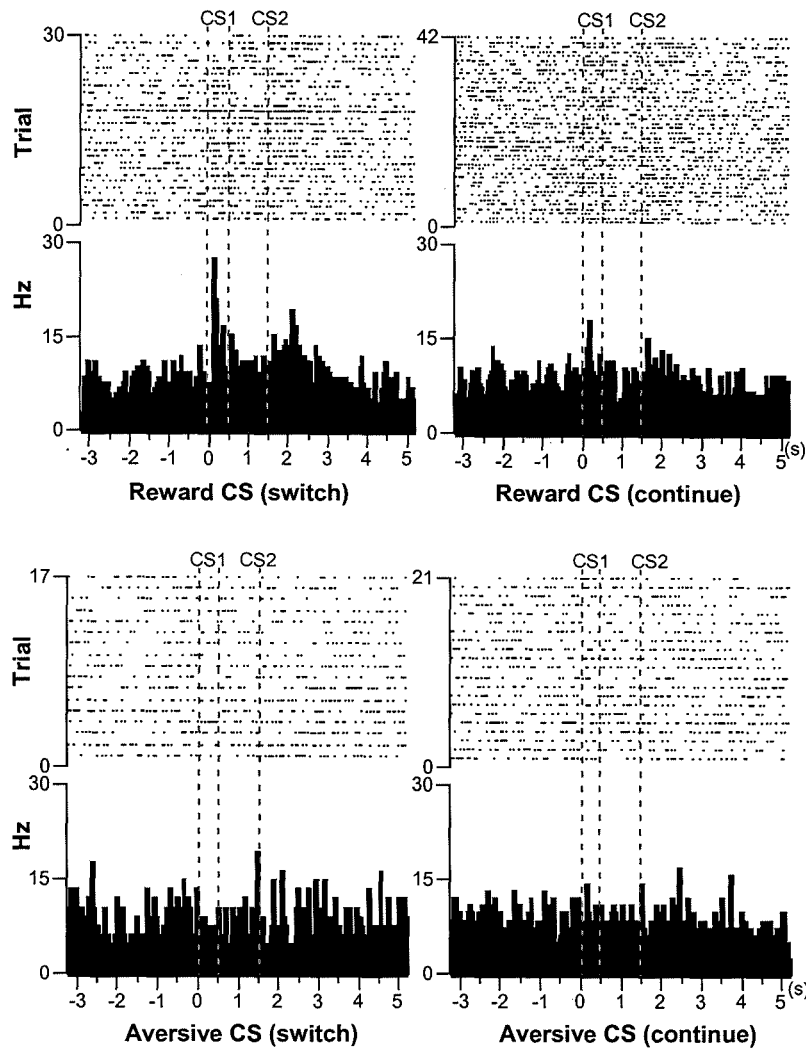 CS1 CS2 CS1 CS2
30 42
Trial
0 0
30 30
Hz
15 15
0 0
-3 -2 -1 0 1 2 3 4 5 -3 -2 -1 0 1 2 3 4 5 (s)
Reward CS (switch) Reward CS (continue)
CS1 CS2 CS1 CS2
17 21
Trial
0 0
30 30
Hz
15 15
0 0
-3 -2 -1 0 1 2 3 4 5 -3 -2 -1 0 1 2 3 4 5 (s)
Aversive CS (switch) Aversive CS (continue)